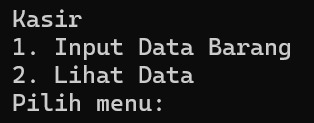 Kasir
1. Input Data Barang
2. Lihat Data
Pilih menu: